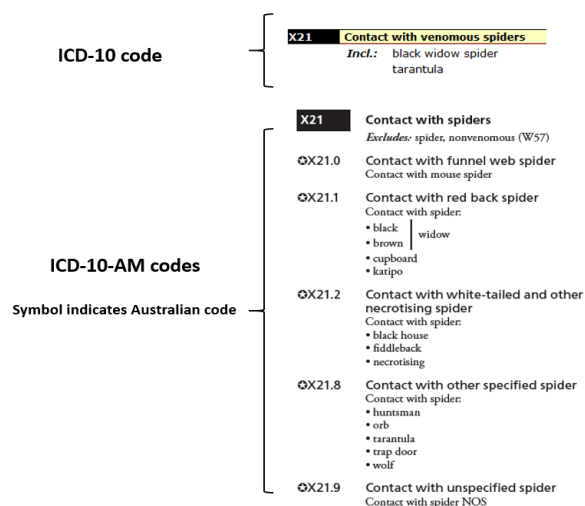 ICD-10 code
X21 Contact with venomous spiders
Incl.: black widow spider
tarantula
ICD-10-AM codes
Symbol indicates Australian code
X21 Contact with spiders
Excludes: spider, nonvenomous (W57)
✪X21.0 Contact with funnel web spider
Contact with mouse spider
✪X21.1 Contact with red back spider
Contact with spider:
• black
• brown
widow
• cupboard
• katipo
✪X21.2 Contact with white-tailed and other
necrotising spider
Contact with spider:
• black house
• fiddleback
• necrotising
✪X21.8 Contact with other specified spider
Contact with spider:
• huntsman
• orb
• tarantula
• trap door
• wolf
✪X21.9 Contact with unspecified spider
Contact with spider NOS